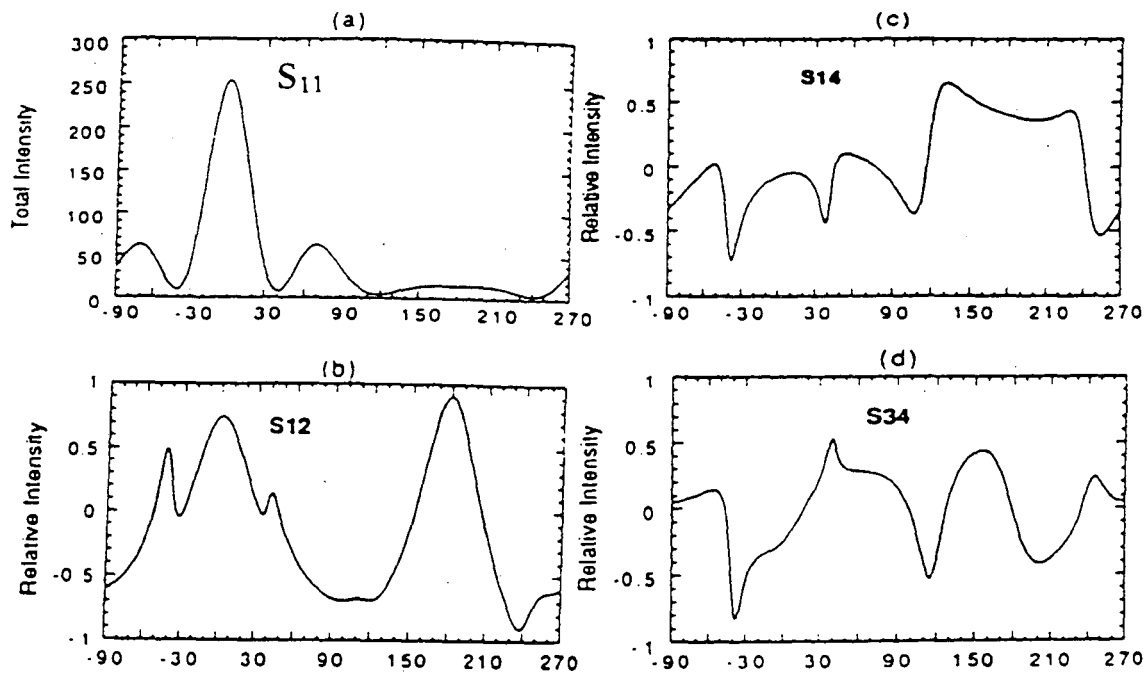 (a)
S11
Total Intensity
300
250
200
150
100
50
0
-90 -30 30 90 150 210 270
(c)
S14
Relative Intensity
1
0.5
0
-0.5
-1
-90 -30 30 90 150 210 270
(b)
S12
Relative Intensity
1
0.5
0
-0 5
-1
-90 -30 30 90 150 210 270
(d)
S34
Relative Intensity
1
0.5
0
-0.5
-1
-90 -30 30 90 150 210 270